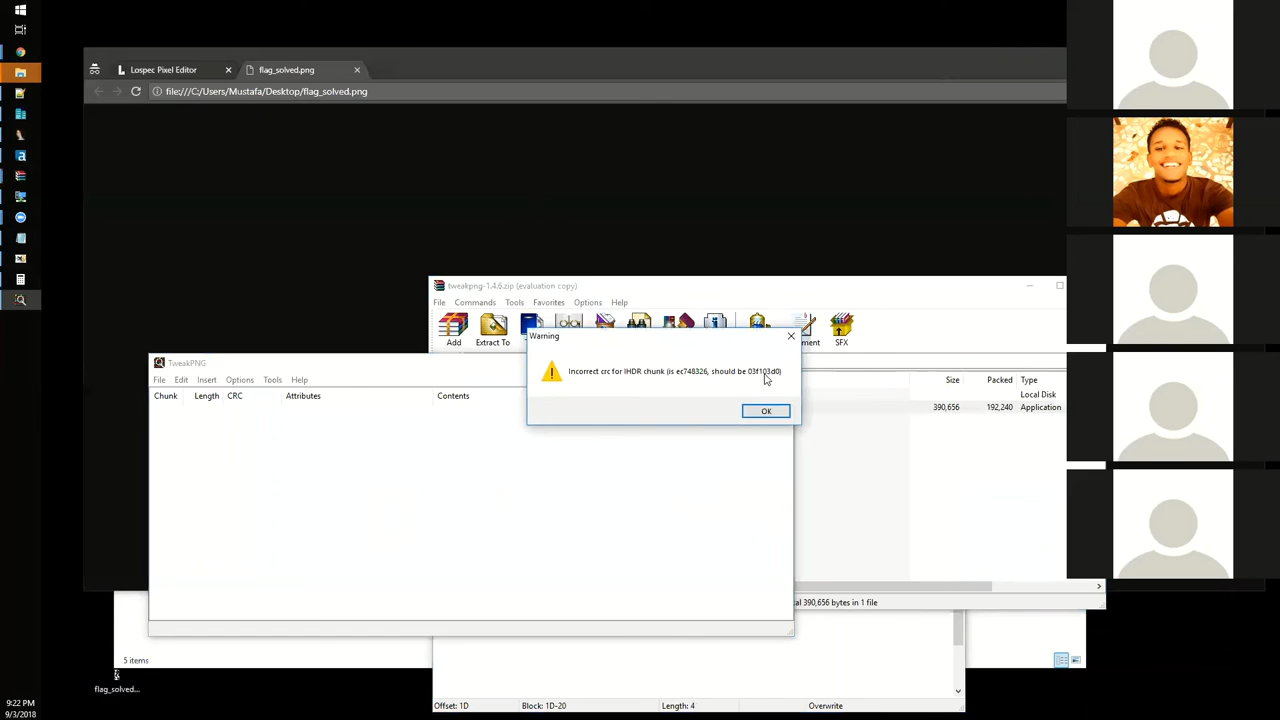 Lospec Pixel Editor
flag_solved.png
file:///C:/Users/Mustafa/Desktop/flag_solved.png
tweakpng-1.4.6.zip (evaluation copy)
File Commands Tools Favorites Options Help
Add Extract To ment SFX
Warning
Incorrect crc for IHDR chunk (is ec748326, should be 03f103d0)
OK
TweakPNG
File Edit Insert Options Tools Help
Chunk Length CRC Attributes Contents
Size Packed Type
Local Disk
390,656 192,240 Application
al 390,656 bytes in 1 file
5 items
flag_solved...
Offset: 1D Block: 1D-20 Length: 4 Overwrite
9:22 PM
9/3/2018